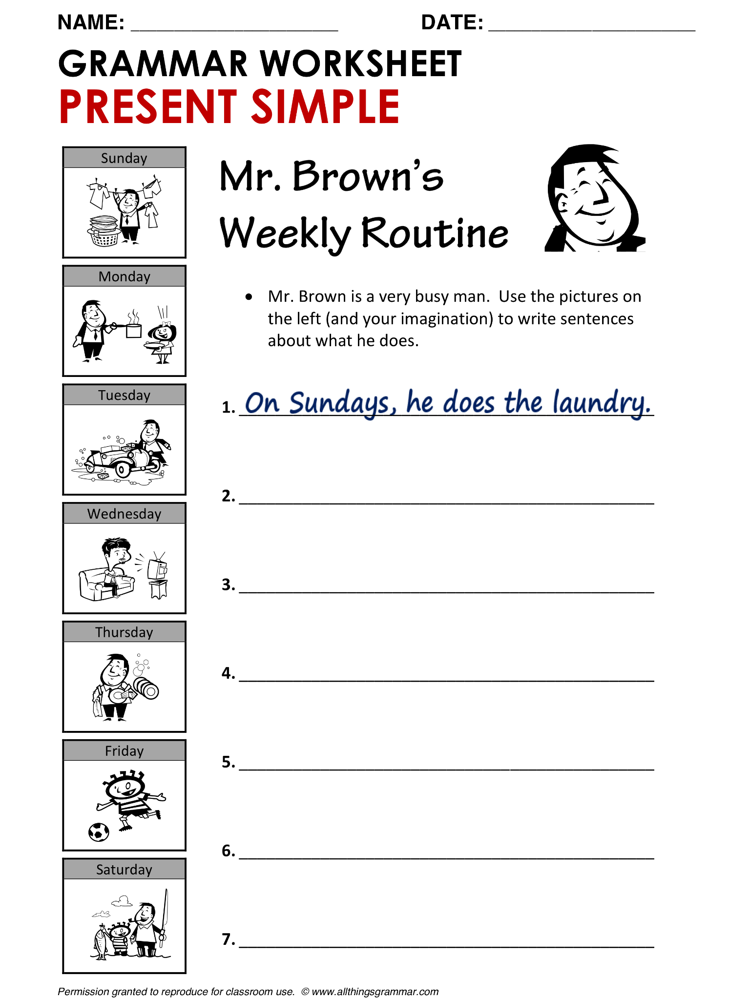 NAME: ____________________ DATE: ____________________
GRAMMAR WORKSHEET
PRESENT SIMPLE
Sunday
Mr. Brown’s
Weekly Routine
Monday
• Mr. Brown is a very busy man.  Use the pictures on
the left (and your imagination) to write sentences
about what he does.
Tuesday
1. On Sundays, he does the laundry.
2. ____________________
Wednesday
3. ____________________
Thursday
4. ____________________
Friday
5. ____________________
6. ____________________
Saturday
7. ____________________
Permission granted to reproduce for classroom use.  © www.allthingsgrammar.com